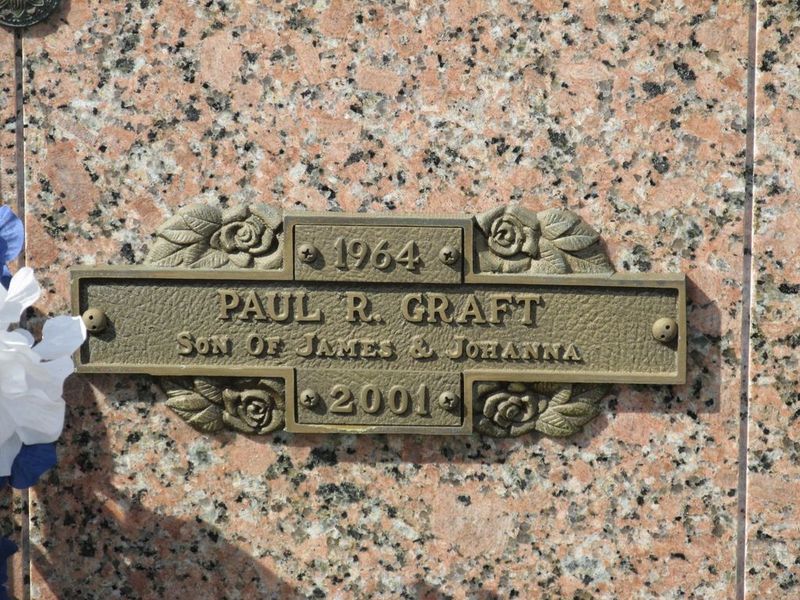 1964
PAUL R. GRAFT
SON OF JAMES & JOHANNA
2001